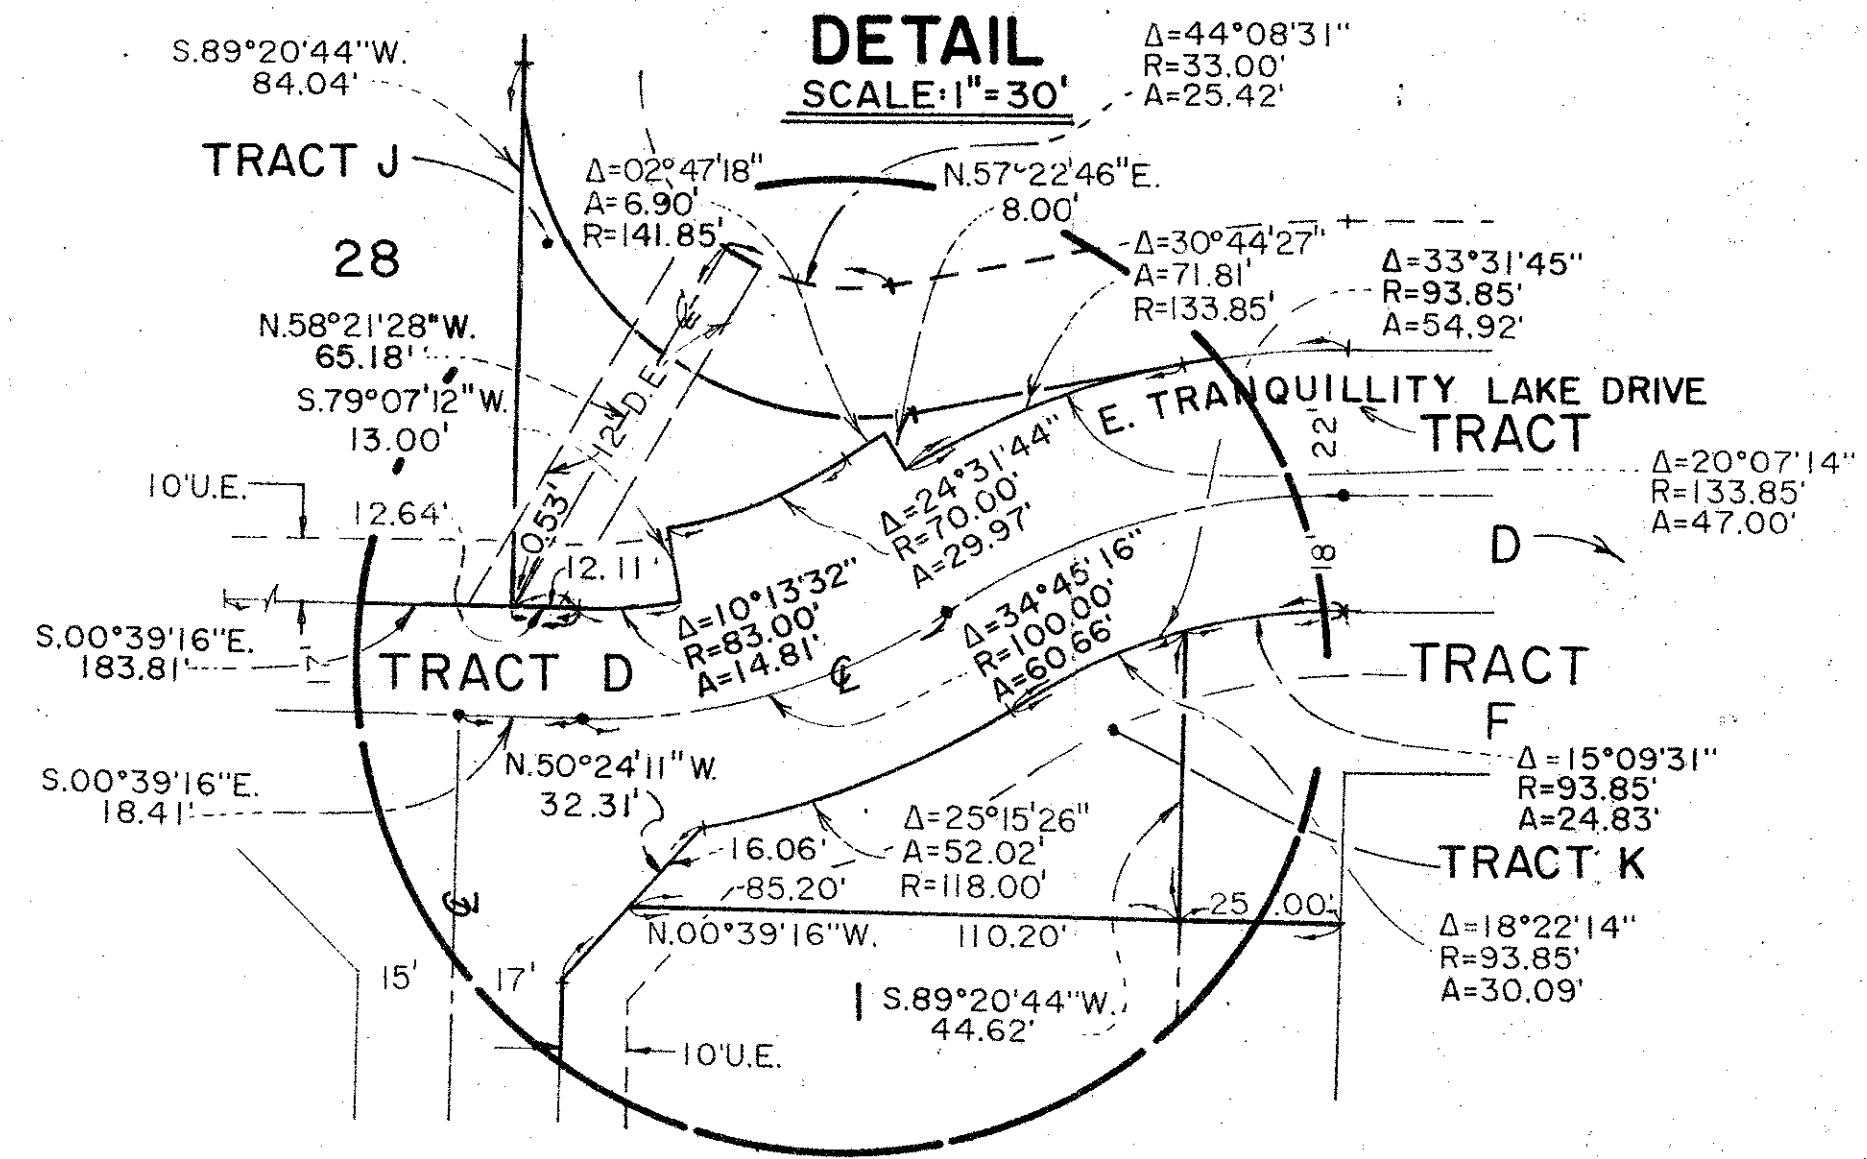 DETAIL
SCALE:1"=30'
S.89°20'44"W.
84.04'
Δ=44°08'31"
R=33.00'
A=25.42'
TRACT J
Δ=02°47'18"
A=6.90'
R=141.85'
N.57°22'46"E.
8.00'
28
Δ=30°44'27"
A=71.81'
R=133.85'
Δ=33°31'45"
R=93.85'
A=54.92'
N.58°21'28"W.
65.18'
S.79°07'12"W.
13.00'
12' D.E.
E. TRANQUILLITY LAKE DRIVE
22'
TRACT
D
Δ=20°07'14"
R=133.85'
A=47.00'
10'U.E.
12.64'
0.53'
12.11'
Δ=24°31'44"
R=70.00'
A=29.97'
18'
Δ=10°13'32"
R=83.00'
A=14.81'
Δ=34°45'16"
R=100.00'
A=60.66'
S.00°39'16"E.
183.81'
17'
TRACT D
℄
TRACT
F
S.00°39'16"E.
18.41'
N.50°24'11"W.
32.31'
Δ=15°09'31"
R=93.85'
A=24.83'
16.06'
85.20'
Δ=25°15'26"
A=52.02'
R=118.00'
TRACT K
℄
25.00'
N.00°39'16"W.
110.20'
Δ=18°22'14"
R=93.85'
A=30.09'
15'
17'
S.89°20'44"W.
44.62'
10'U.E.